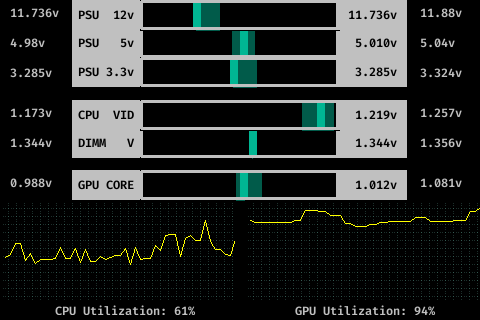 11.736v PSU 12v 11.736v 11.88v
4.98v PSU 5v 5.010v 5.04v
3.285v PSU 3.3v 3.285v 3.324v
1.173v CPU VID 1.219v 1.257v
1.344v DIMM V 1.344v 1.356v
0.988v GPU CORE 1.012v 1.081v
CPU Utilization: 61% GPU Utilization: 94%